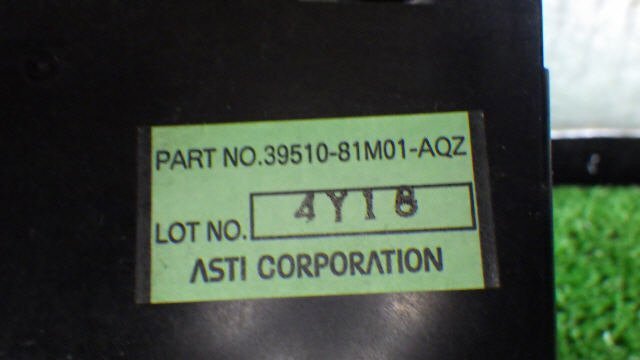 PART NO.39510-81M01-AQZ
LOT NO. 4Y18
ASTI CORPORATION